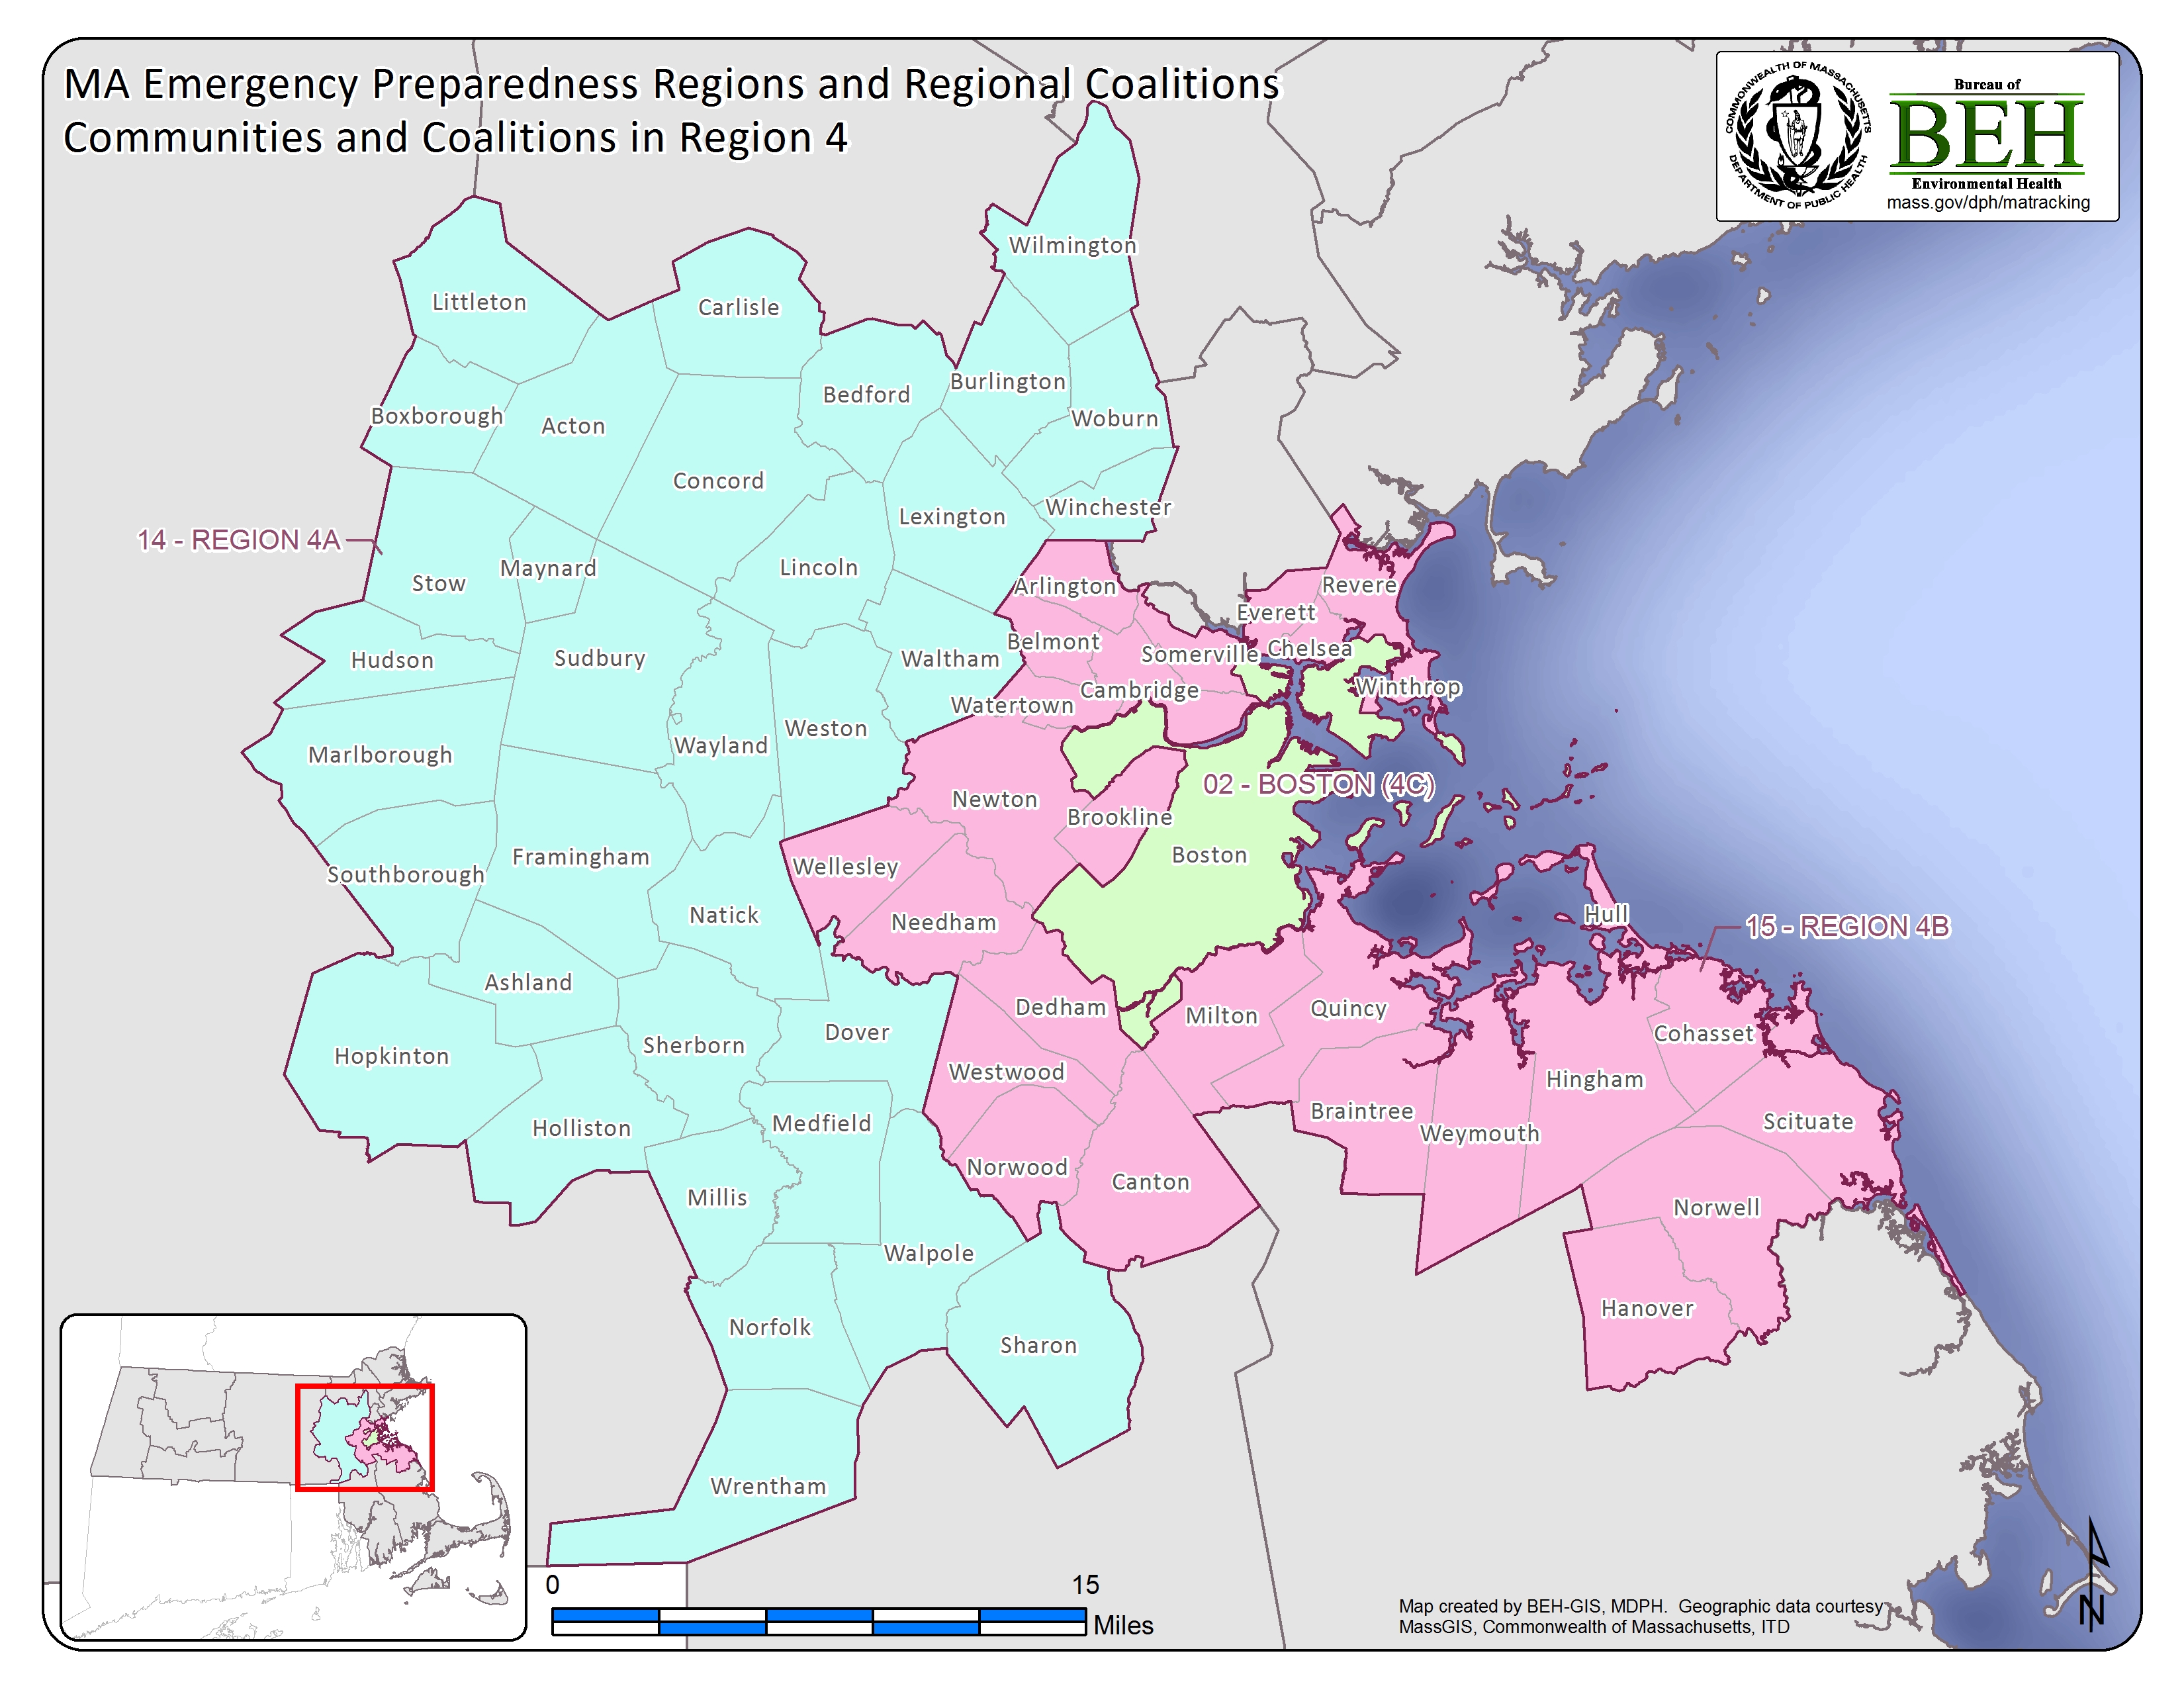 MA Emergency Preparedness Regions and Regional Coalitions
Communities and Coalitions in Region 4
COMMONWEALTH OF MASSACHUSETTS
DEPARTMENT OF PUBLIC HEALTH
Bureau of
BEH
Environmental Health
mass.gov/dph/matracking
Wilmington
Littleton
Carlisle
Burlington
Bedford
Boxborough
Acton
Woburn
Concord
Winchester
Lexington
14 - REGION 4A
Maynard
Lincoln
Stow
Arlington
Revere
Everett
Belmont
Chelsea
Somerville
Hudson
Sudbury
Waltham
Winthrop
Cambridge
Watertown
Weston
Wayland
Marlborough
02 - BOSTON (4C)
Newton
Brookline
Boston
Framingham
Wellesley
Southborough
Natick
Needham
Hull
15 - REGION 4B
Ashland
Dedham
Quincy
Milton
Dover
Cohasset
Sherborn
Hopkinton
Westwood
Hingham
Braintree
Scituate
Medfield
Holliston
Weymouth
Norwood
Canton
Millis
Norwell
Walpole
Hanover
Norfolk
Sharon
Wrentham
0 15
Miles
Map created by BEH-GIS, MDPH. Geographic data courtesy
MassGIS, Commonwealth of Massachusetts, ITD
N